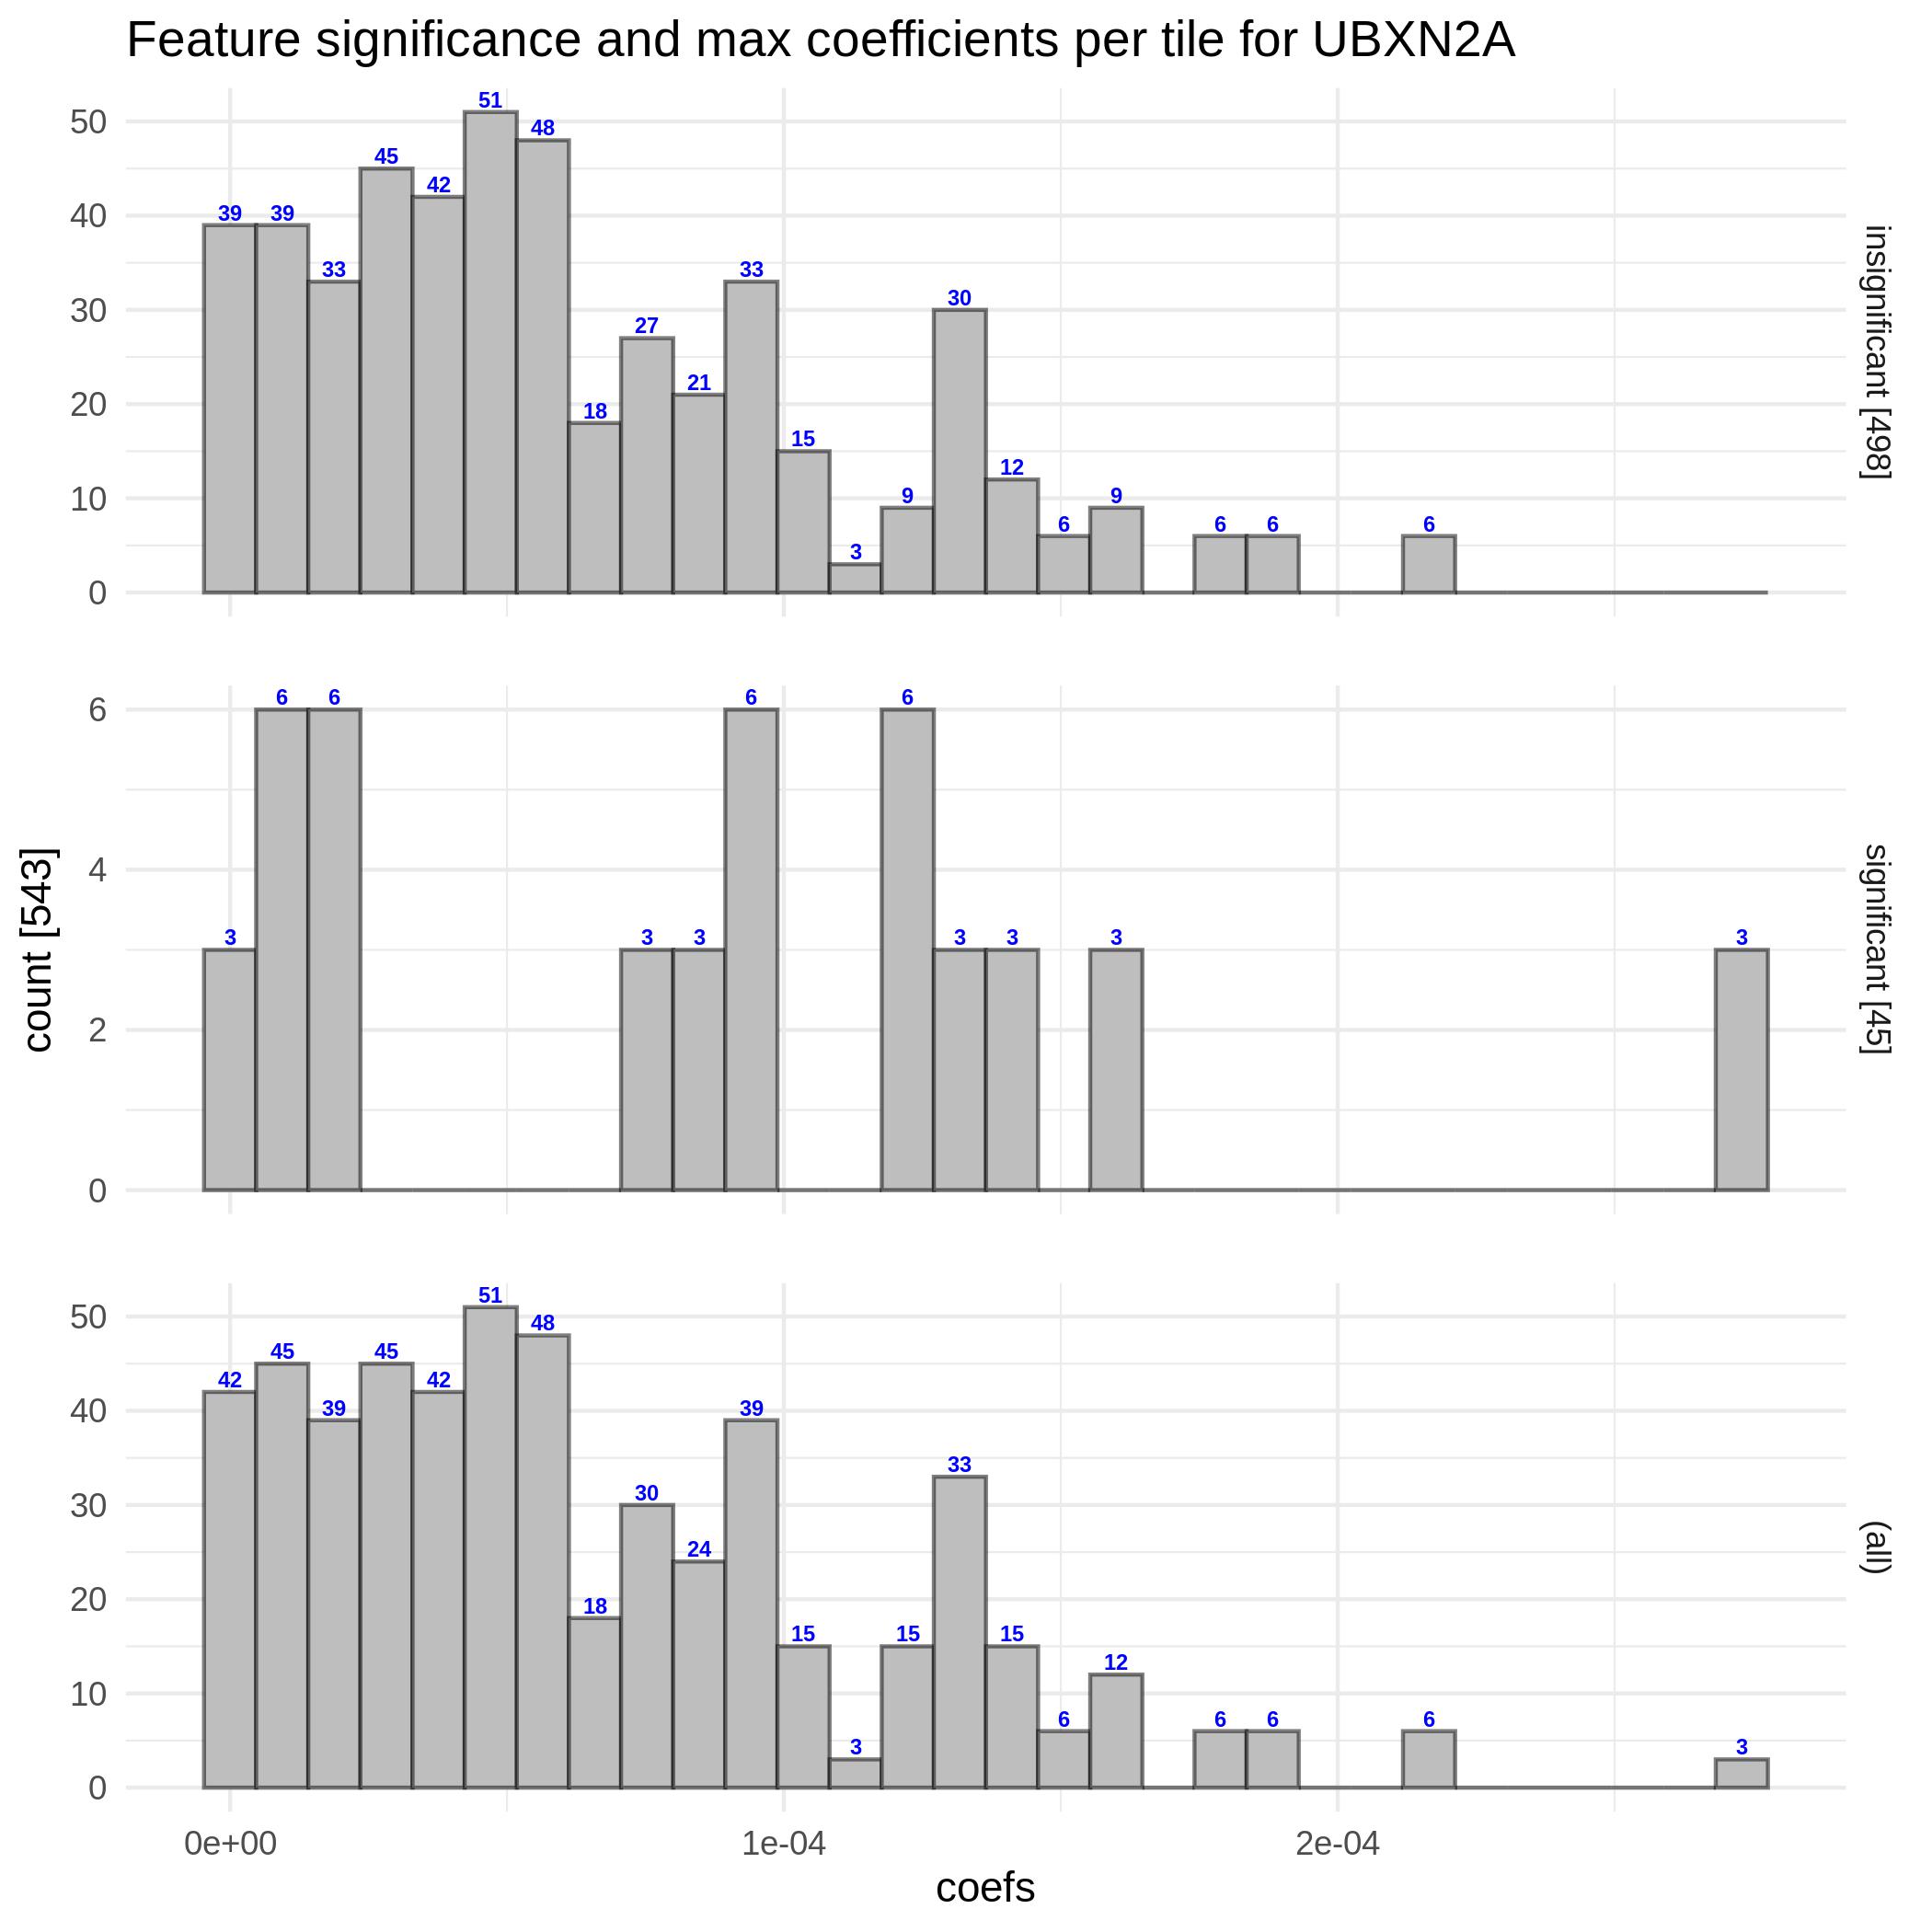 Feature significance and max coefficients per tile for UBXN2A
50
40
30
20
10
0
39 39 33 45 42 51 48 18 27 21 33 15 3 9 30 12 6 9 6 6 6
insignificant [498]
count [543]
6
4
2
0
3 6 6 3 3 6 6 3 3 3 3
significant [45]
50
40
30
20
10
0
42 45 39 45 42 51 48 18 30 24 39 15 3 15 33 15 6 12 6 6 6 3
(all)
0e+00 1e-04 2e-04
coefs